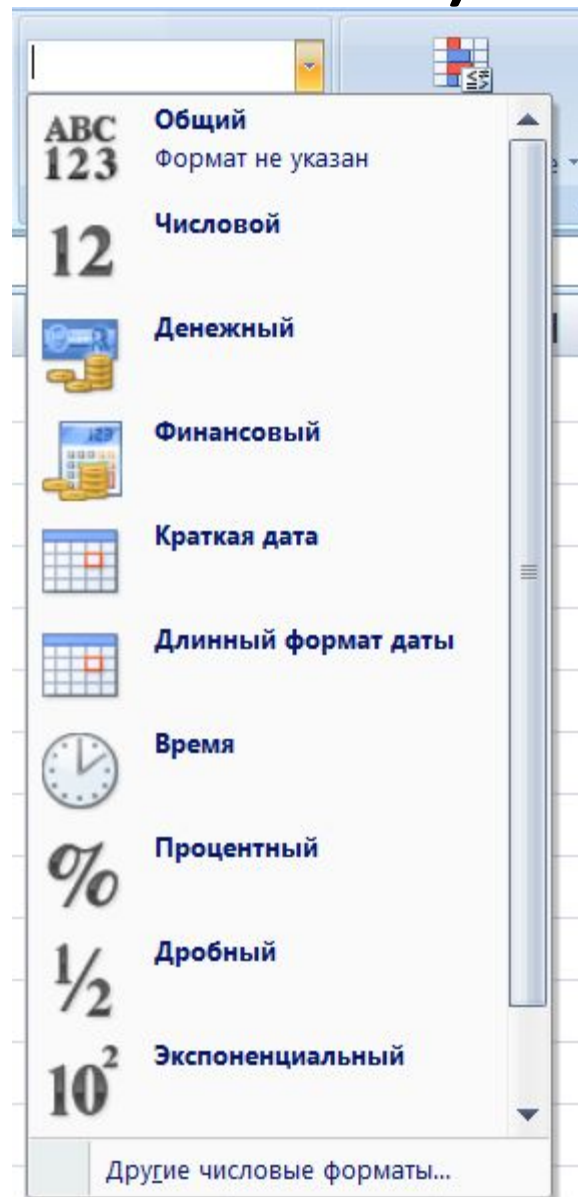 ABC
123
Общий
Формат не указан
12
Числовой
Денежный
123
Финансовый
Краткая дата
Длинный формат даты
Время
%
Процентный
1/2
Дробный
10²
Экспоненциальный
Другие числовые форматы...